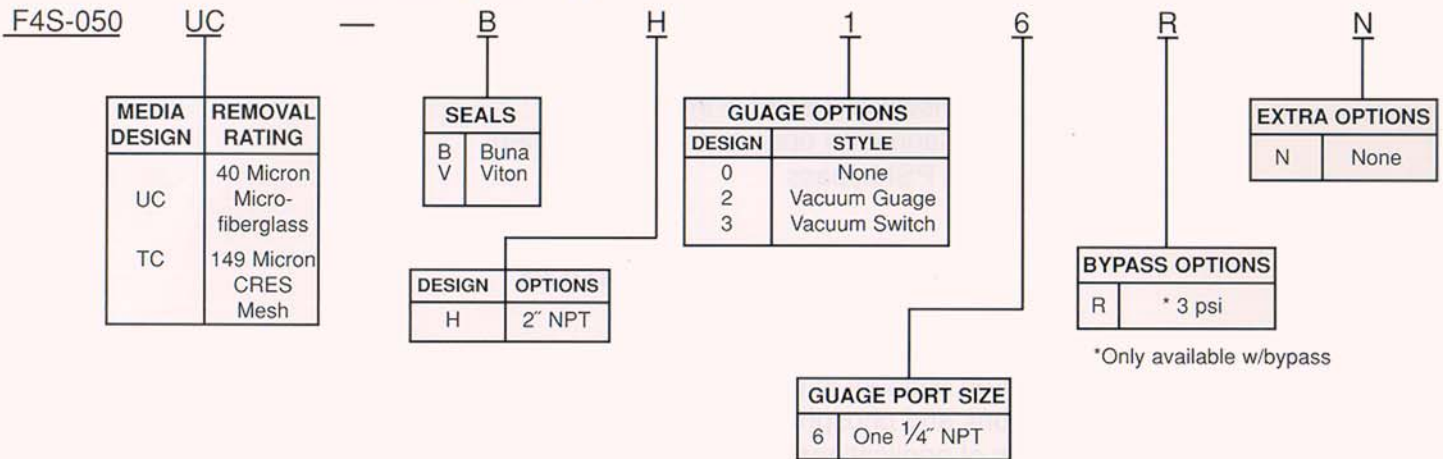 F4S-050 UC — B H 1 6 R N
MEDIA DESIGN REMOVAL RATING
UC 40 Micron Micro-fiberglass
TC 149 Micron CRES Mesh
SEALS
B Buna
V Viton
DESIGN OPTIONS
H 2″ NPT
GUAGE OPTIONS
DESIGN STYLE
0 None
2 Vacuum Guage
3 Vacuum Switch
GUAGE PORT SIZE
6 One 1/4″ NPT
BYPASS OPTIONS
R * 3 psi
*Only available w/bypass
EXTRA OPTIONS
N None